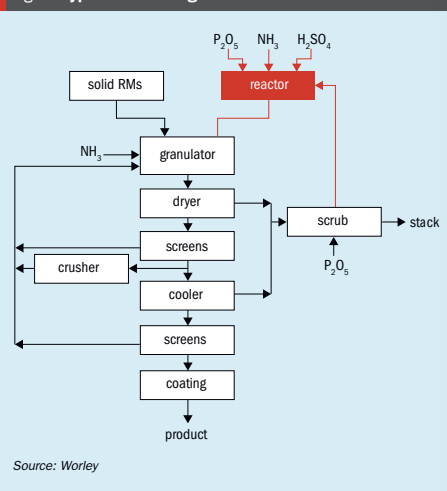 P₂O₅ NH₃ H₂SO₄
solid RMs
reactor
NH₃
granulator
dryer
scrub
stack
screens
P₂O₅
crusher
cooler
screens
coating
product
Source: Worley